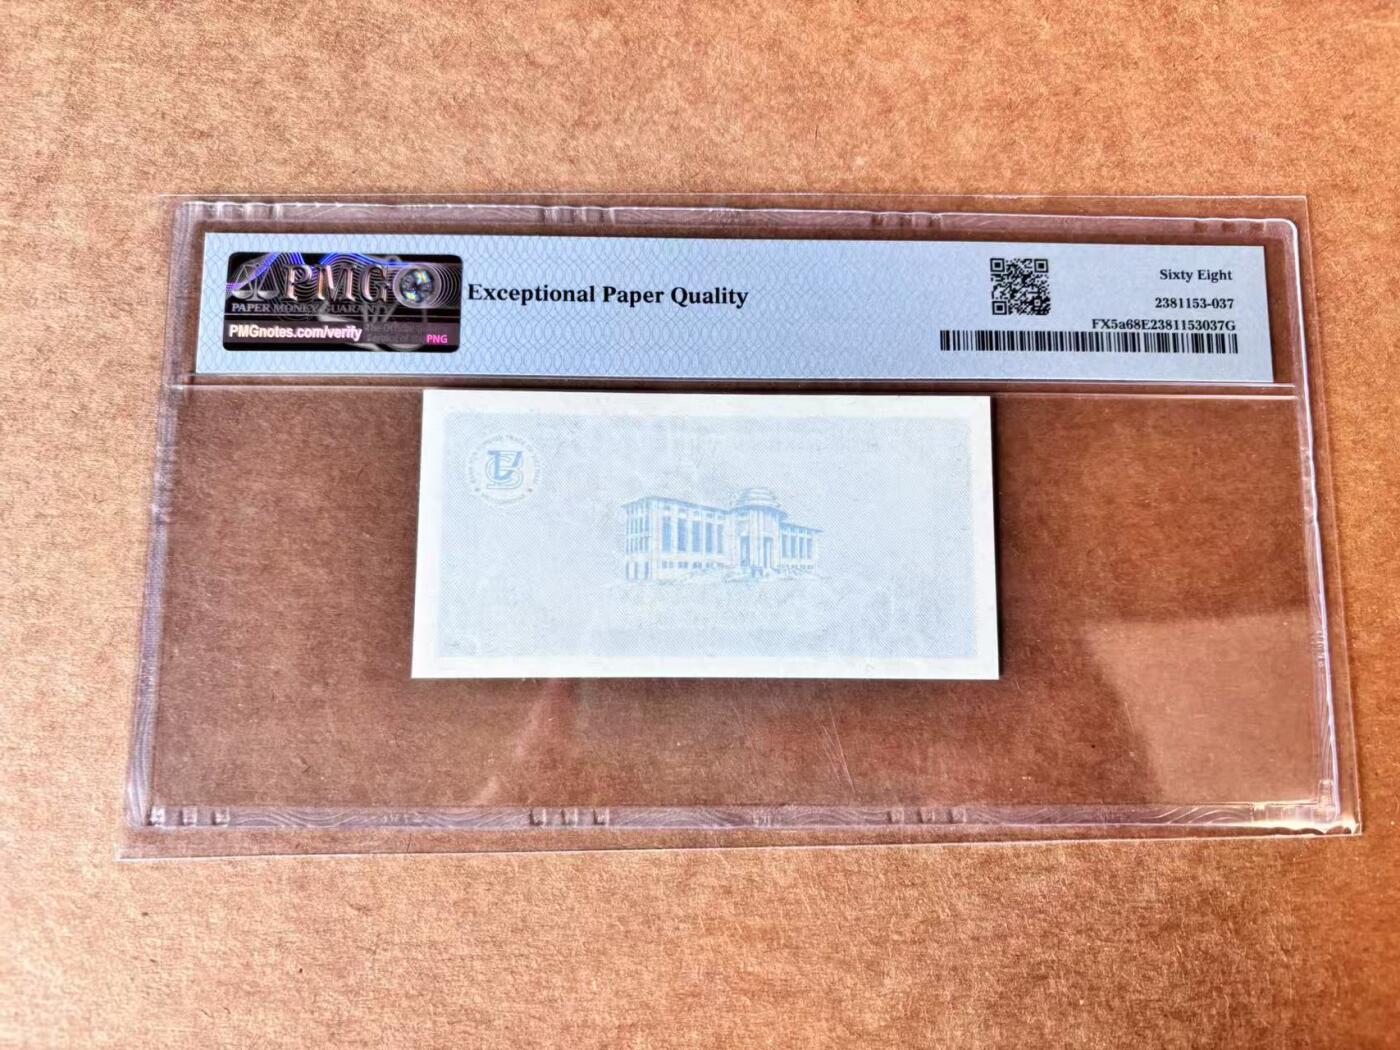 PMG
PAPER MONEY GUARANTY
PMGnotes.com/verify
PNG
Exceptional Paper Quality
Sixty Eight
2381153-037
FX5a68E2381153037G